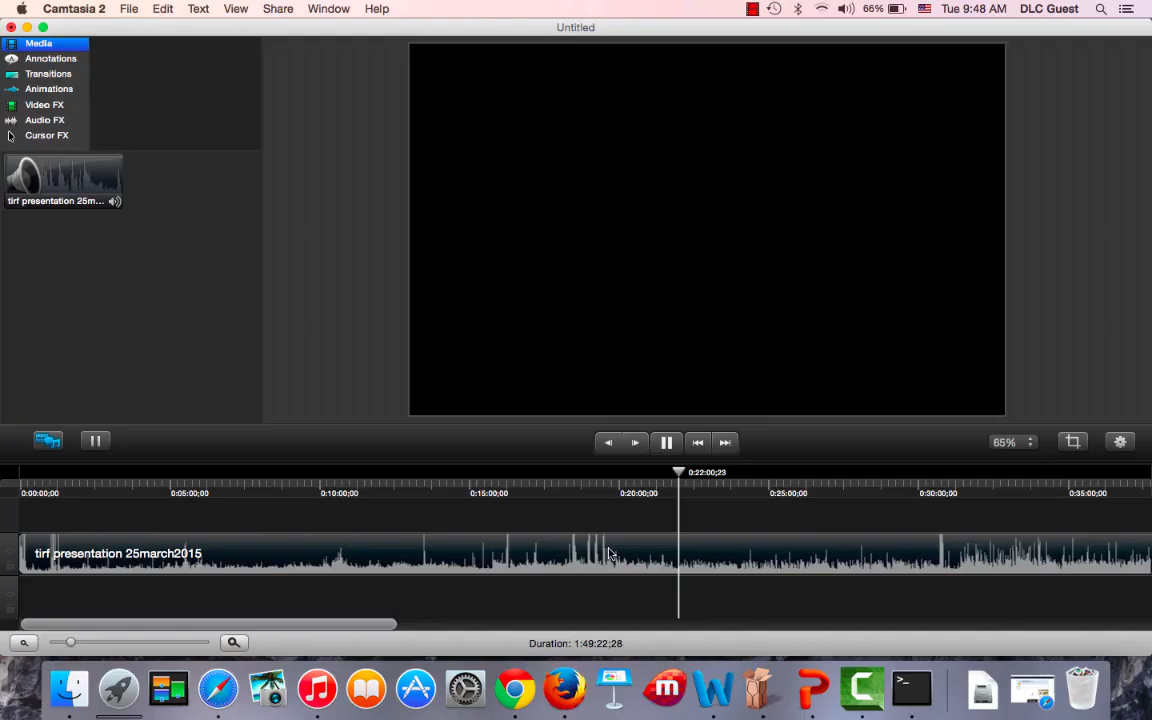 Camtasia 2 File Edit Text View Share Window Help 66% Tue 9:48 AM DLC Guest
Untitled
Media
Annotations
Transitions
Animations
Video FX
Audio FX
Cursor FX
tirf presentation 25m...
65%
0:22:00;23
0:00:00;00 0:05:00;00 0:10:00;00 0:15:00;00 0:20:00;00 0:25:00;00 0:30:00;00 0:35:00;00
tirf presentation 25march2015
Duration: 1:49:22;28